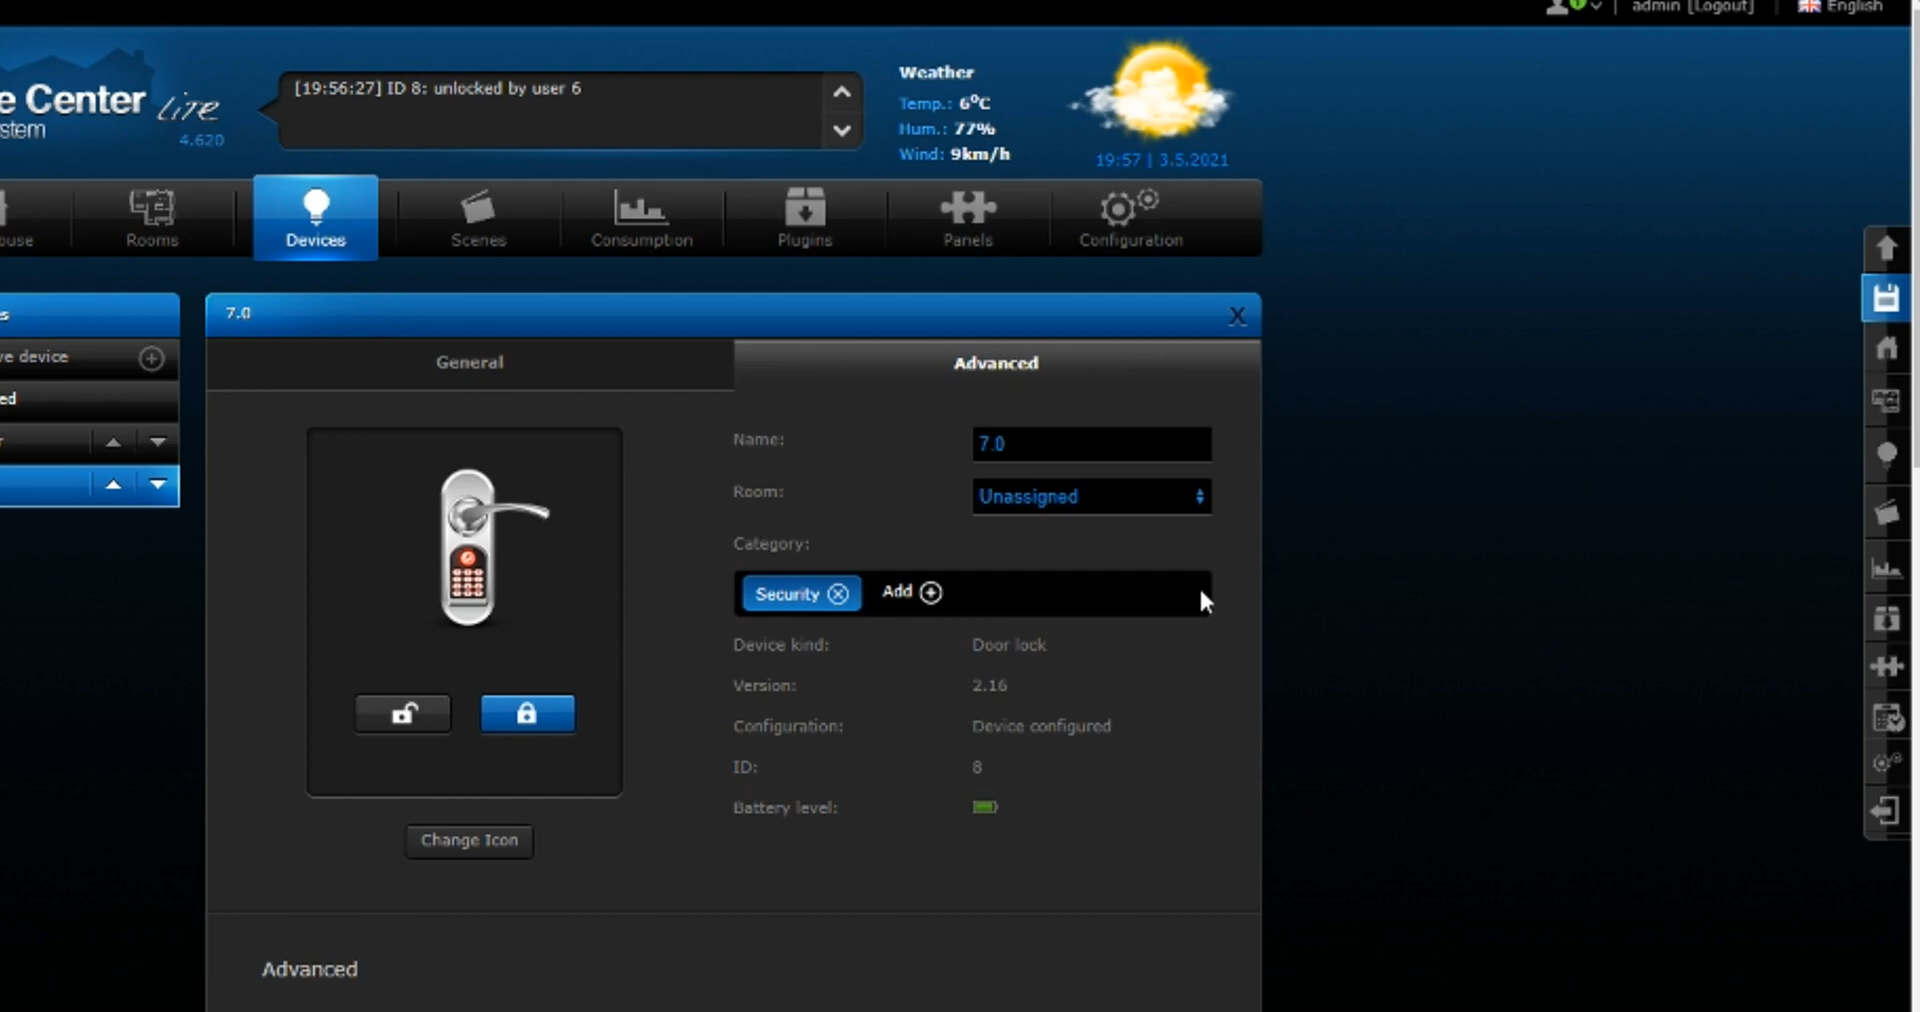 admin [Logout]
English
e Center Lite
stem
4.620
[19:56:27] ID 8: unlocked by user 6
Weather
Temp.: 6°C
Hum.: 77%
Wind: 9km/h
19:57 | 3.5.2021
ouse
Rooms
Devices
Scenes
Consumption
Plugins
Panels
Configuration
s
ve device
ed
r
7.0
X
General
Advanced
Name:
7.0
Room:
Unassigned
Category:
Security
Add
Device kind:
Door lock
Version:
2.16
Configuration:
Device configured
ID:
8
Battery level:
Change Icon
Advanced